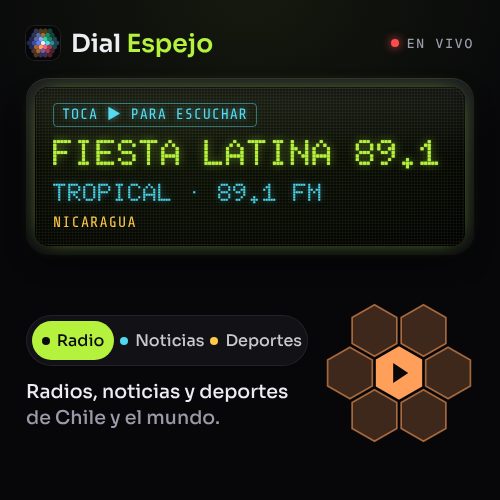 Dial Espejo
EN VIVO
TOCA ▶ PARA ESCUCHAR
FIESTA LATINA 89.1
TROPICAL · 89.1 FM
NICARAGUA
Radio Noticias Deportes
Radios, noticias y deportes
de Chile y el mundo.